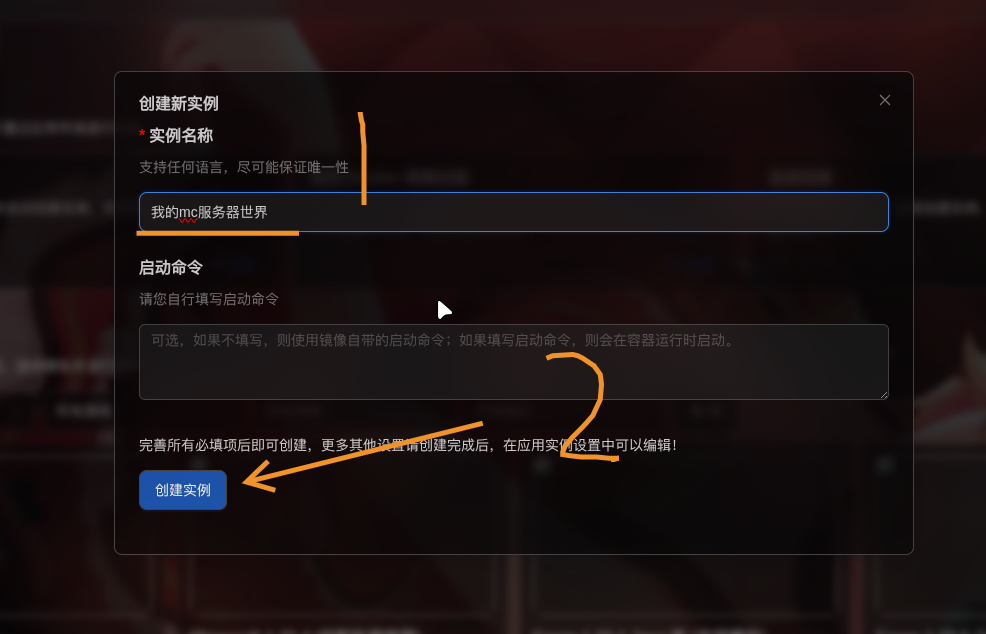 创建新实例
* 实例名称
支持任何语言，尽可能保证唯一性
我的mc服务器世界
启动命令
请您自行填写启动命令
可选，如果不填写，则使用镜像自带的启动命令；如果填写启动命令，则会在容器运行时启动。
2
完善所有必填项后即可创建，更多其他设置请创建完成后，在应用实例设置中可以编辑！
创建实例